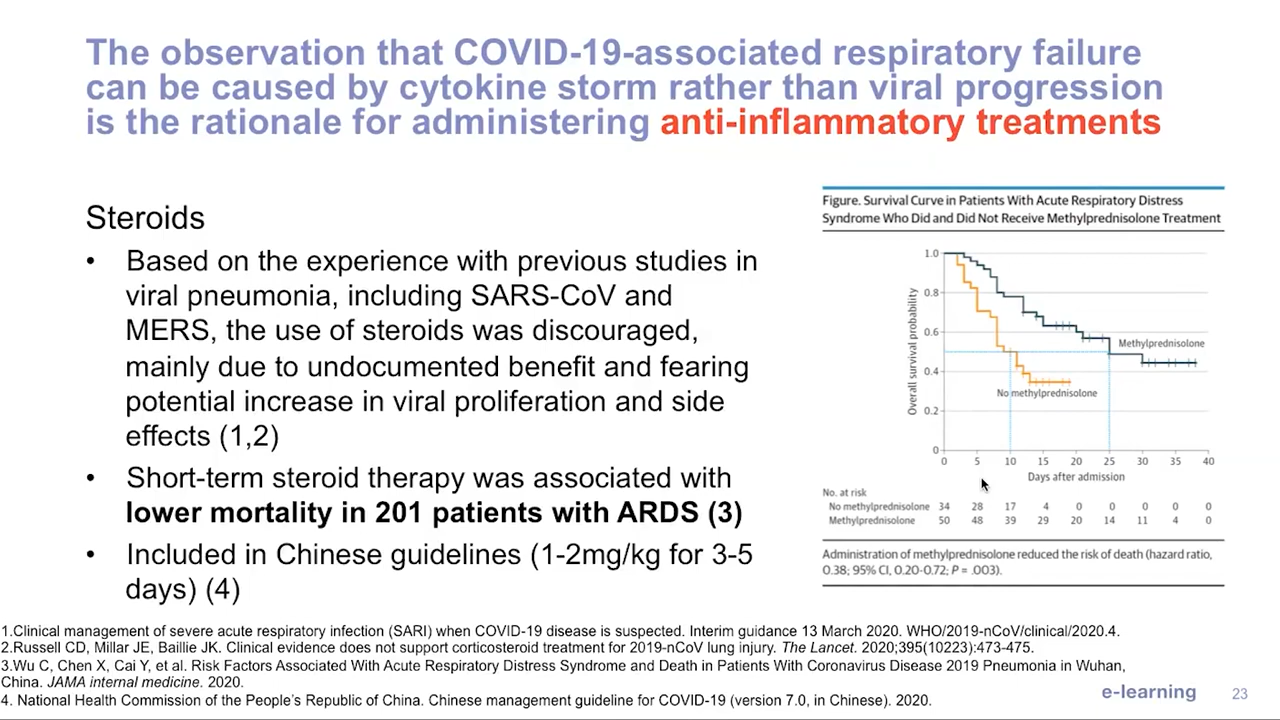 The observation that COVID-19-associated respiratory failure
can be caused by cytokine storm rather than viral progression
is the rationale for administering anti-inflammatory treatments
Steroids
• Based on the experience with previous studies in
viral pneumonia, including SARS-CoV and
MERS, the use of steroids was discouraged,
mainly due to undocumented benefit and fearing
potential increase in viral proliferation and side
effects (1,2)
• Short-term steroid therapy was associated with
lower mortality in 201 patients with ARDS (3)
• Included in Chinese guidelines (1-2mg/kg for 3-5
days) (4)
Figure. Survival Curve in Patients With Acute Respiratory Distress
Syndrome Who Did and Did Not Receive Methylprednisolone Treatment
Overall survival probability
1.0
0.8
0.6
0.4
0.2
0
Methylprednisolone
No methylprednisolone
0 5 10 15 20 25 30 35 40
Days after admission
No. at risk
No methylprednisolone 34 28 17 4 0 0 0 0 0
Methylprednisolone 50 48 39 29 20 14 11 4 0
Administration of methylprednisolone reduced the risk of death (hazard ratio,
0.38; 95% CI, 0.20-0.72; P = .003).
1.Clinical management of severe acute respiratory infection (SARI) when COVID-19 disease is suspected. Interim guidance 13 March 2020. WHO/2019-nCoV/clinical/2020.4.
2.Russell CD, Millar JE, Baillie JK. Clinical evidence does not support corticosteroid treatment for 2019-nCoV lung injury. The Lancet. 2020;395(10223):473-475.
3.Wu C, Chen X, Cai Y, et al. Risk Factors Associated With Acute Respiratory Distress Syndrome and Death in Patients With Coronavirus Disease 2019 Pneumonia in Wuhan,
China. JAMA internal medicine. 2020.
4. National Health Commission of the People's Republic of China. Chinese management guideline for COVID-19 (version 7.0, in Chinese). 2020.
e-learning 23